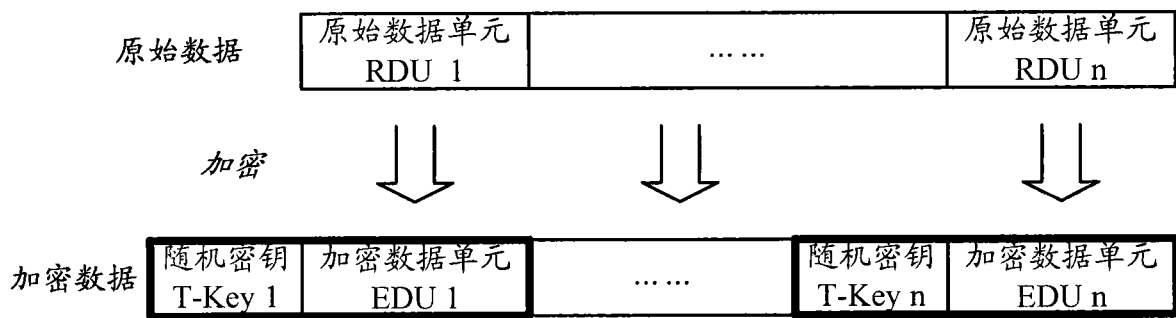 原始数据
原始数据单元
RDU 1
... ...
原始数据单元
RDU n
加密
加密数据
随机密钥
T-Key 1
加密数据单元
EDU 1
... ...
随机密钥
T-Key n
加密数据单元
EDU n